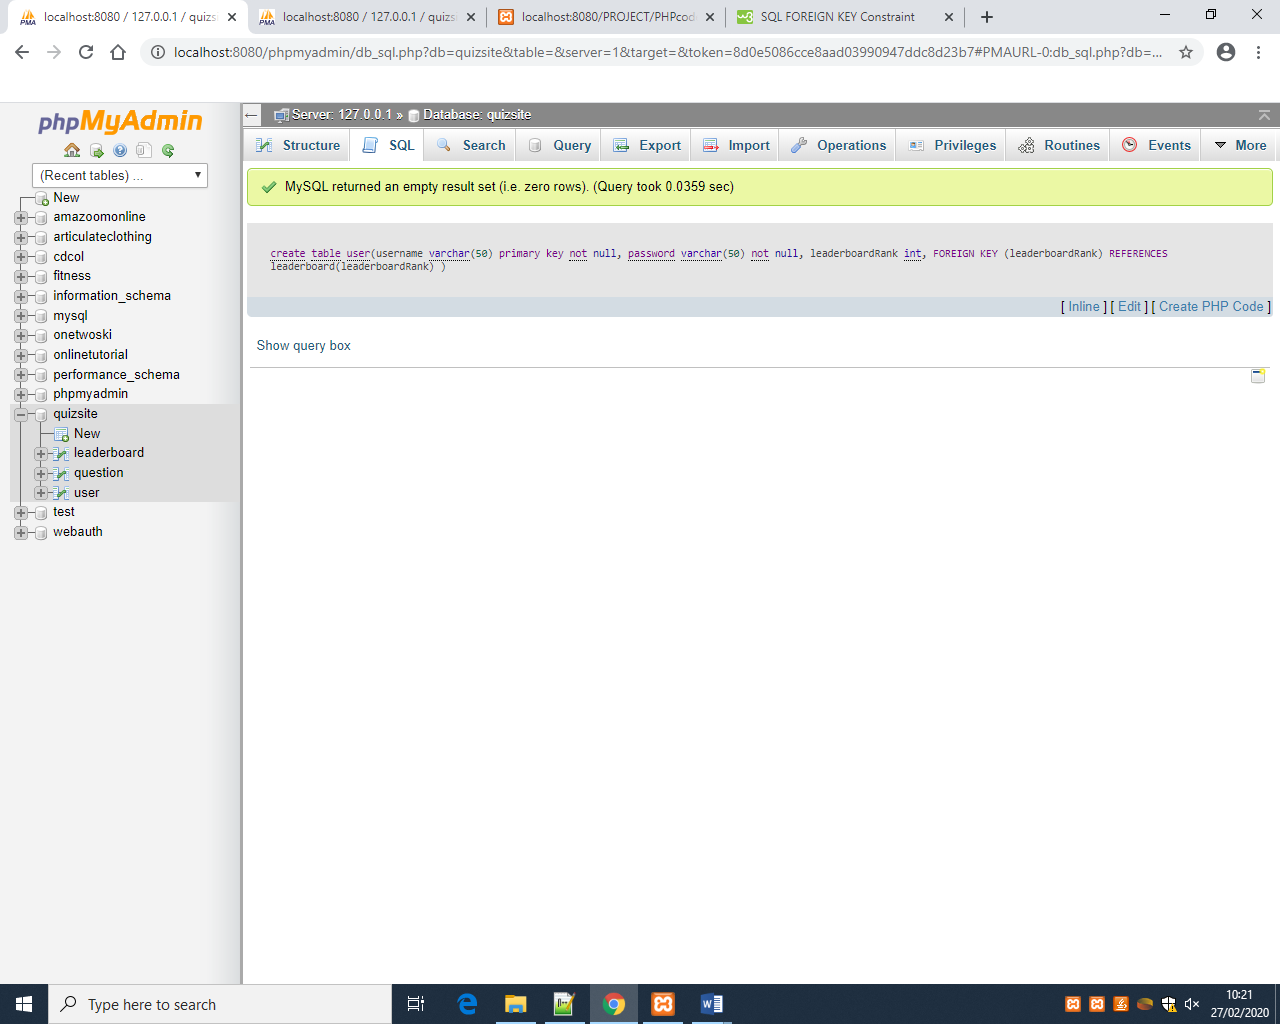 localhost:8080 / 127.0.0.1 / quizs
localhost:8080 / 127.0.0.1 / quizs
localhost:8080/PROJECT/PHPcod
SQL FOREIGN KEY Constraint
localhost:8080/phpmyadmin/db_sql.php?db=quizsite&table=&server=1&target=&token=8d0e5086cce8aad03990947ddc8d23b7#PMAURL-0:db_sql.php?db=...
phpMyAdmin
(Recent tables) ...
New
amazoomonline
articulateclothing
cdcol
fitness
information_schema
mysql
onetwoski
onlinetutorial
performance_schema
phpmyadmin
quizsite
New
leaderboard
question
user
test
webauth
Server: 127.0.0.1 » Database: quizsite
Structure SQL Search Query Export Import Operations Privileges Routines Events More
MySQL returned an empty result set (i.e. zero rows). (Query took 0.0359 sec)
create table user(username varchar(50) primary key not null, password varchar(50) not null, leaderboardRank int, FOREIGN KEY (leaderboardRank) REFERENCES
leaderboard(leaderboardRank) )
[ Inline ] [ Edit ] [ Create PHP Code ]
Show query box
Type here to search
10:21
27/02/2020